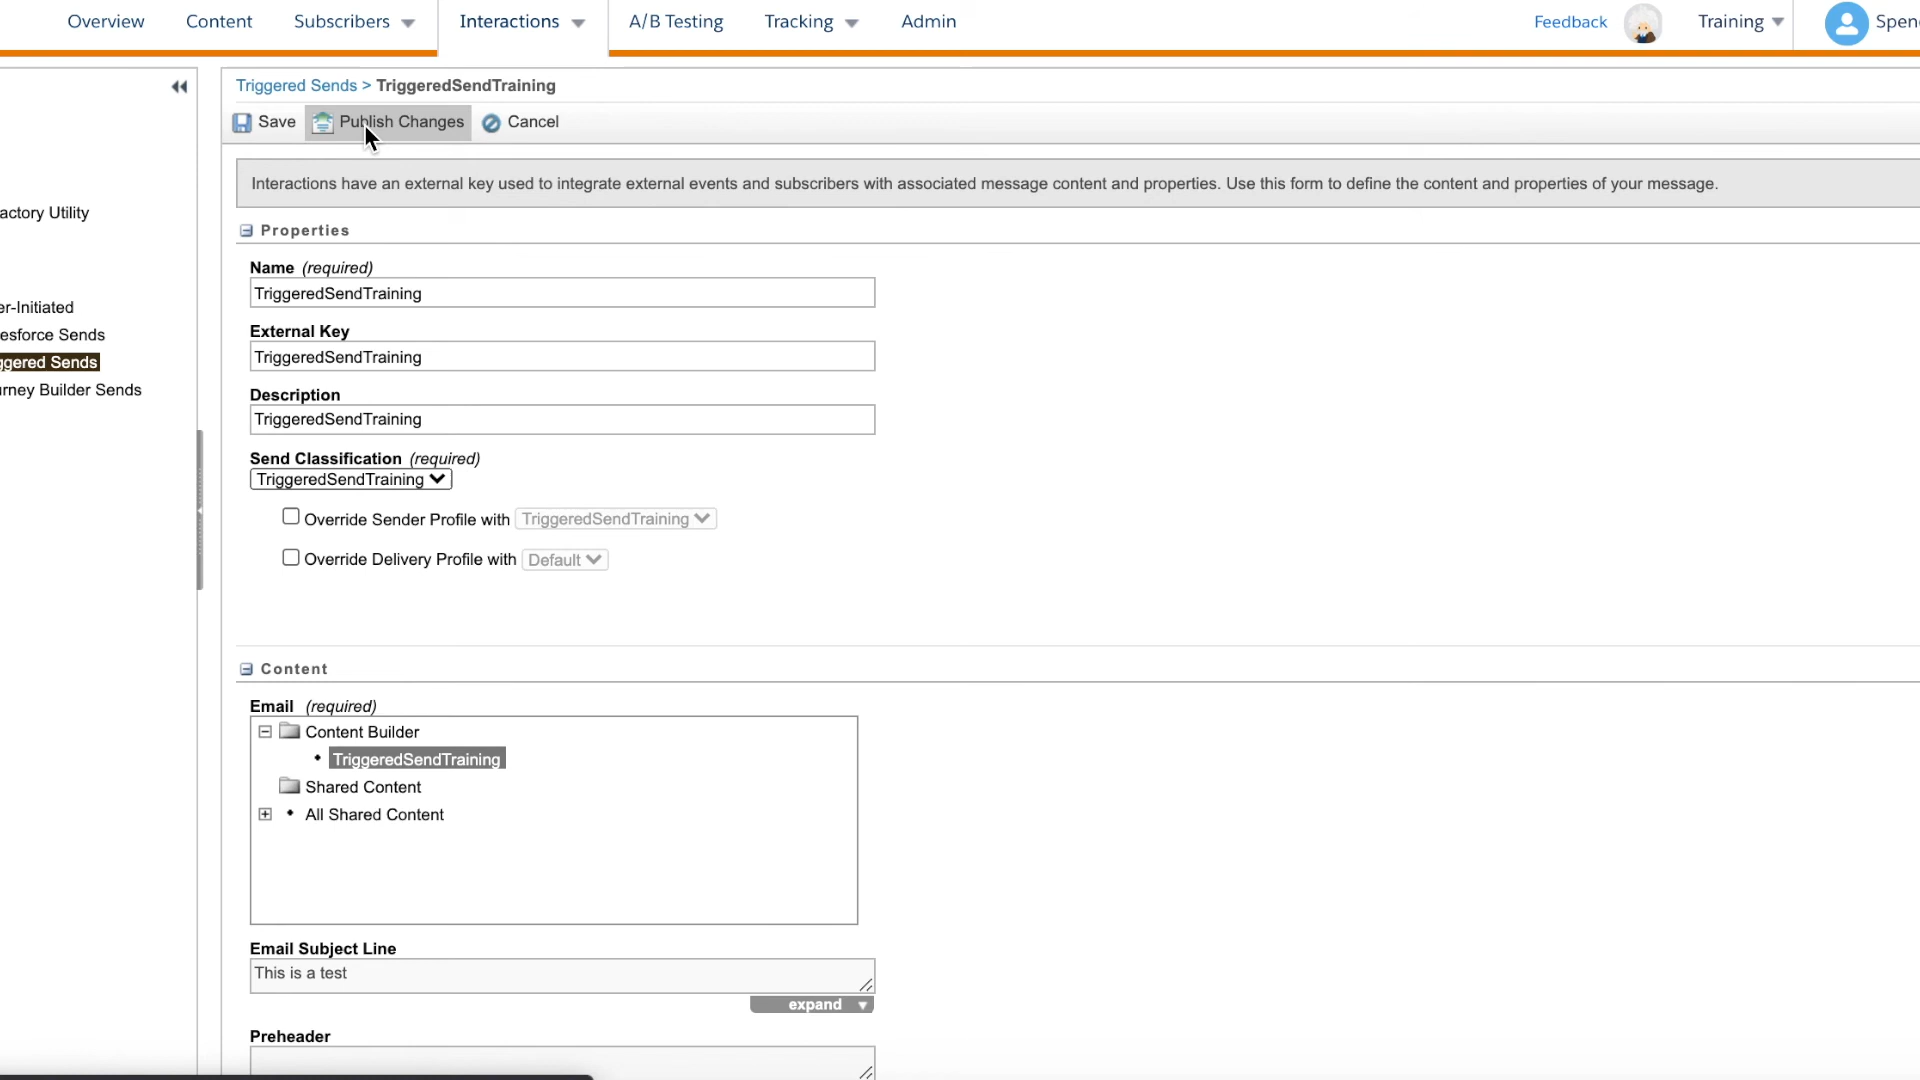 Overview Content Subscribers Interactions A/B Testing Tracking Admin Feedback Training Spen
Triggered Sends > TriggeredSendTraining
Save Publish Changes Cancel
Interactions have an external key used to integrate external events and subscribers with associated message content and properties. Use this form to define the content and properties of your message.
actory Utility
Properties
Name (required)
TriggeredSendTraining
er-Initiated
External Key
esforce Sends
TriggeredSendTraining
ggered Sends
urney Builder Sends
Description
TriggeredSendTraining
Send Classification (required)
TriggeredSendTraining
Override Sender Profile with TriggeredSendTraining
Override Delivery Profile with Default
Content
Email (required)
Content Builder
TriggeredSendTraining
Shared Content
All Shared Content
Email Subject Line
This is a test
expand
Preheader